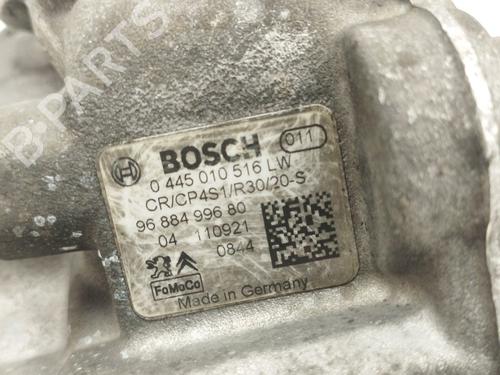 B-PARTS
BOSCH 011
0 445 010 516 LW
CR/CP4S1/R30/20-S
96 884 996 80
04 110921
0844
FoMoCo
Made in Germany